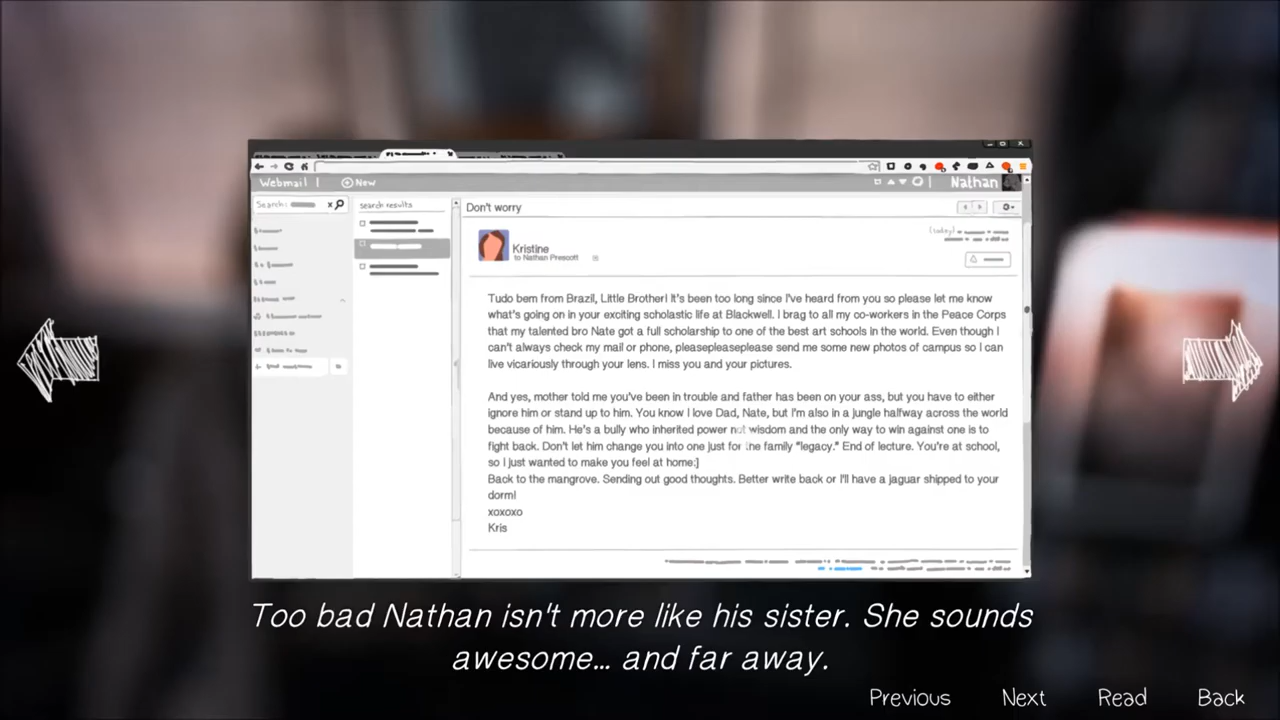 Webmail
New
Nathan
Search:
search results
Don't worry
Kristine
to Nathan Prescott
(today)
Tudo bem from Brazil, Little Brother! It's been too long since I've heard from you so please let me know
what's going on in your exciting scholastic life at Blackwell. I brag to all my co-workers in the Peace Corps
that my talented bro Nate got a full scholarship to one of the best art schools in the world. Even though I
can't always check my mail or phone, pleasepleaseplease send me some new photos of campus so I can
live vicariously through your lens. I miss you and your pictures.
And yes, mother told me you've been in trouble and father has been on your ass, but you have to either
ignore him or stand up to him. You know I love Dad, Nate, but I'm also in a jungle halfway across the world
because of him. He's a bully who inherited power not wisdom and the only way to win against one is to
fight back. Don't let him change you into one just for the family "legacy." End of lecture. You're at school,
so I just wanted to make you feel at home:]
Back to the mangrove. Sending out good thoughts. Better write back or I'll have a jaguar shipped to your
dorm!
xoxoxo
Kris
Too bad Nathan isn't more like his sister. She sounds
awesome... and far away.
Previous
Next
Read
Back